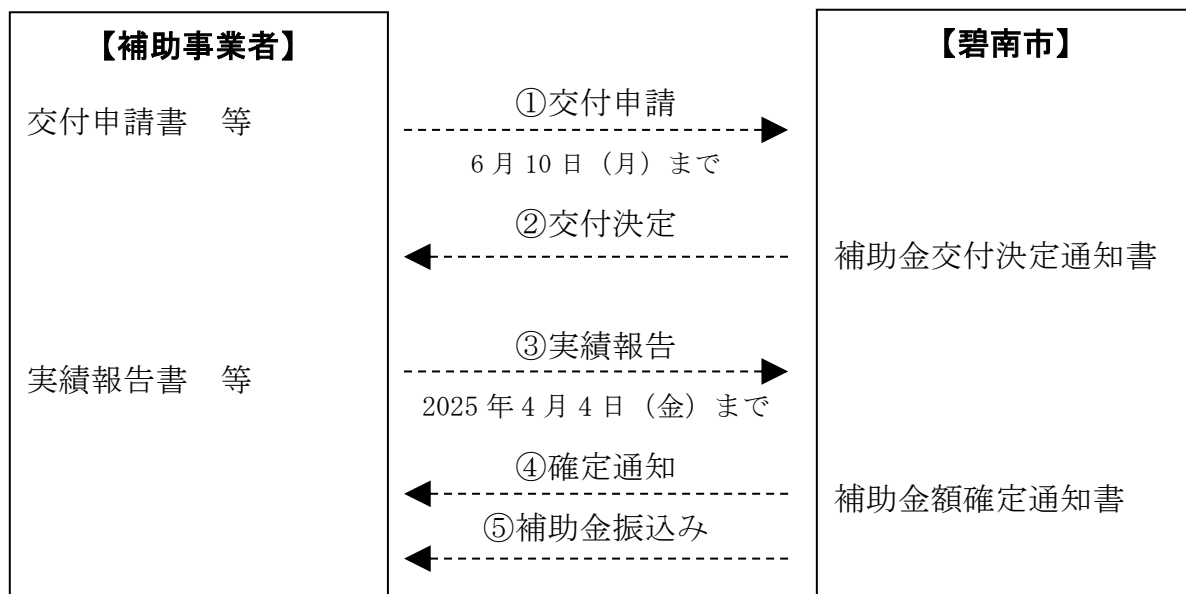 【補助事業者】
【碧南市】
交付申請書　等
①交付申請
6月10日（月）まで
②交付決定
補助金交付決定通知書
③実績報告
実績報告書　等
2025年4月4日（金）まで
④確定通知
補助金額確定通知書
⑤補助金振込み